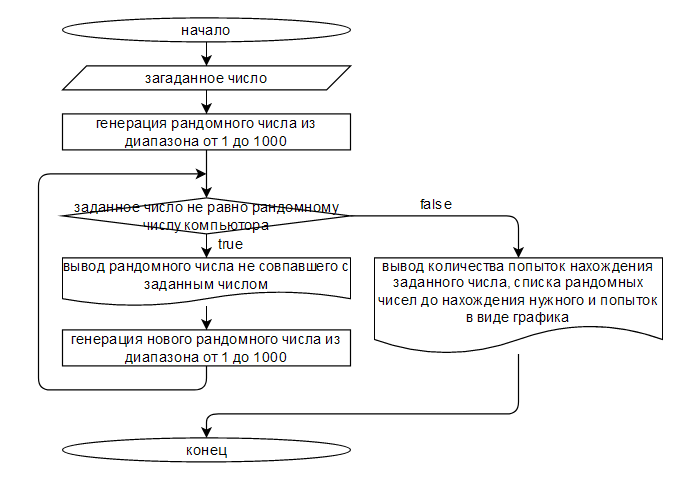 начало
загаданное число
генерация рандомного числа из
диапазона от 1 до 1000
заданное число не равно рандомному
числу компьютора
false
true
вывод рандомного числа не совпавшего с
заданным числом
вывод количества попыток нахождения
заданного числа, списка рандомных
чисел до нахождения нужного и попыток
в виде графика
генерация нового рандомного числа из
диапазона от 1 до 1000
конец